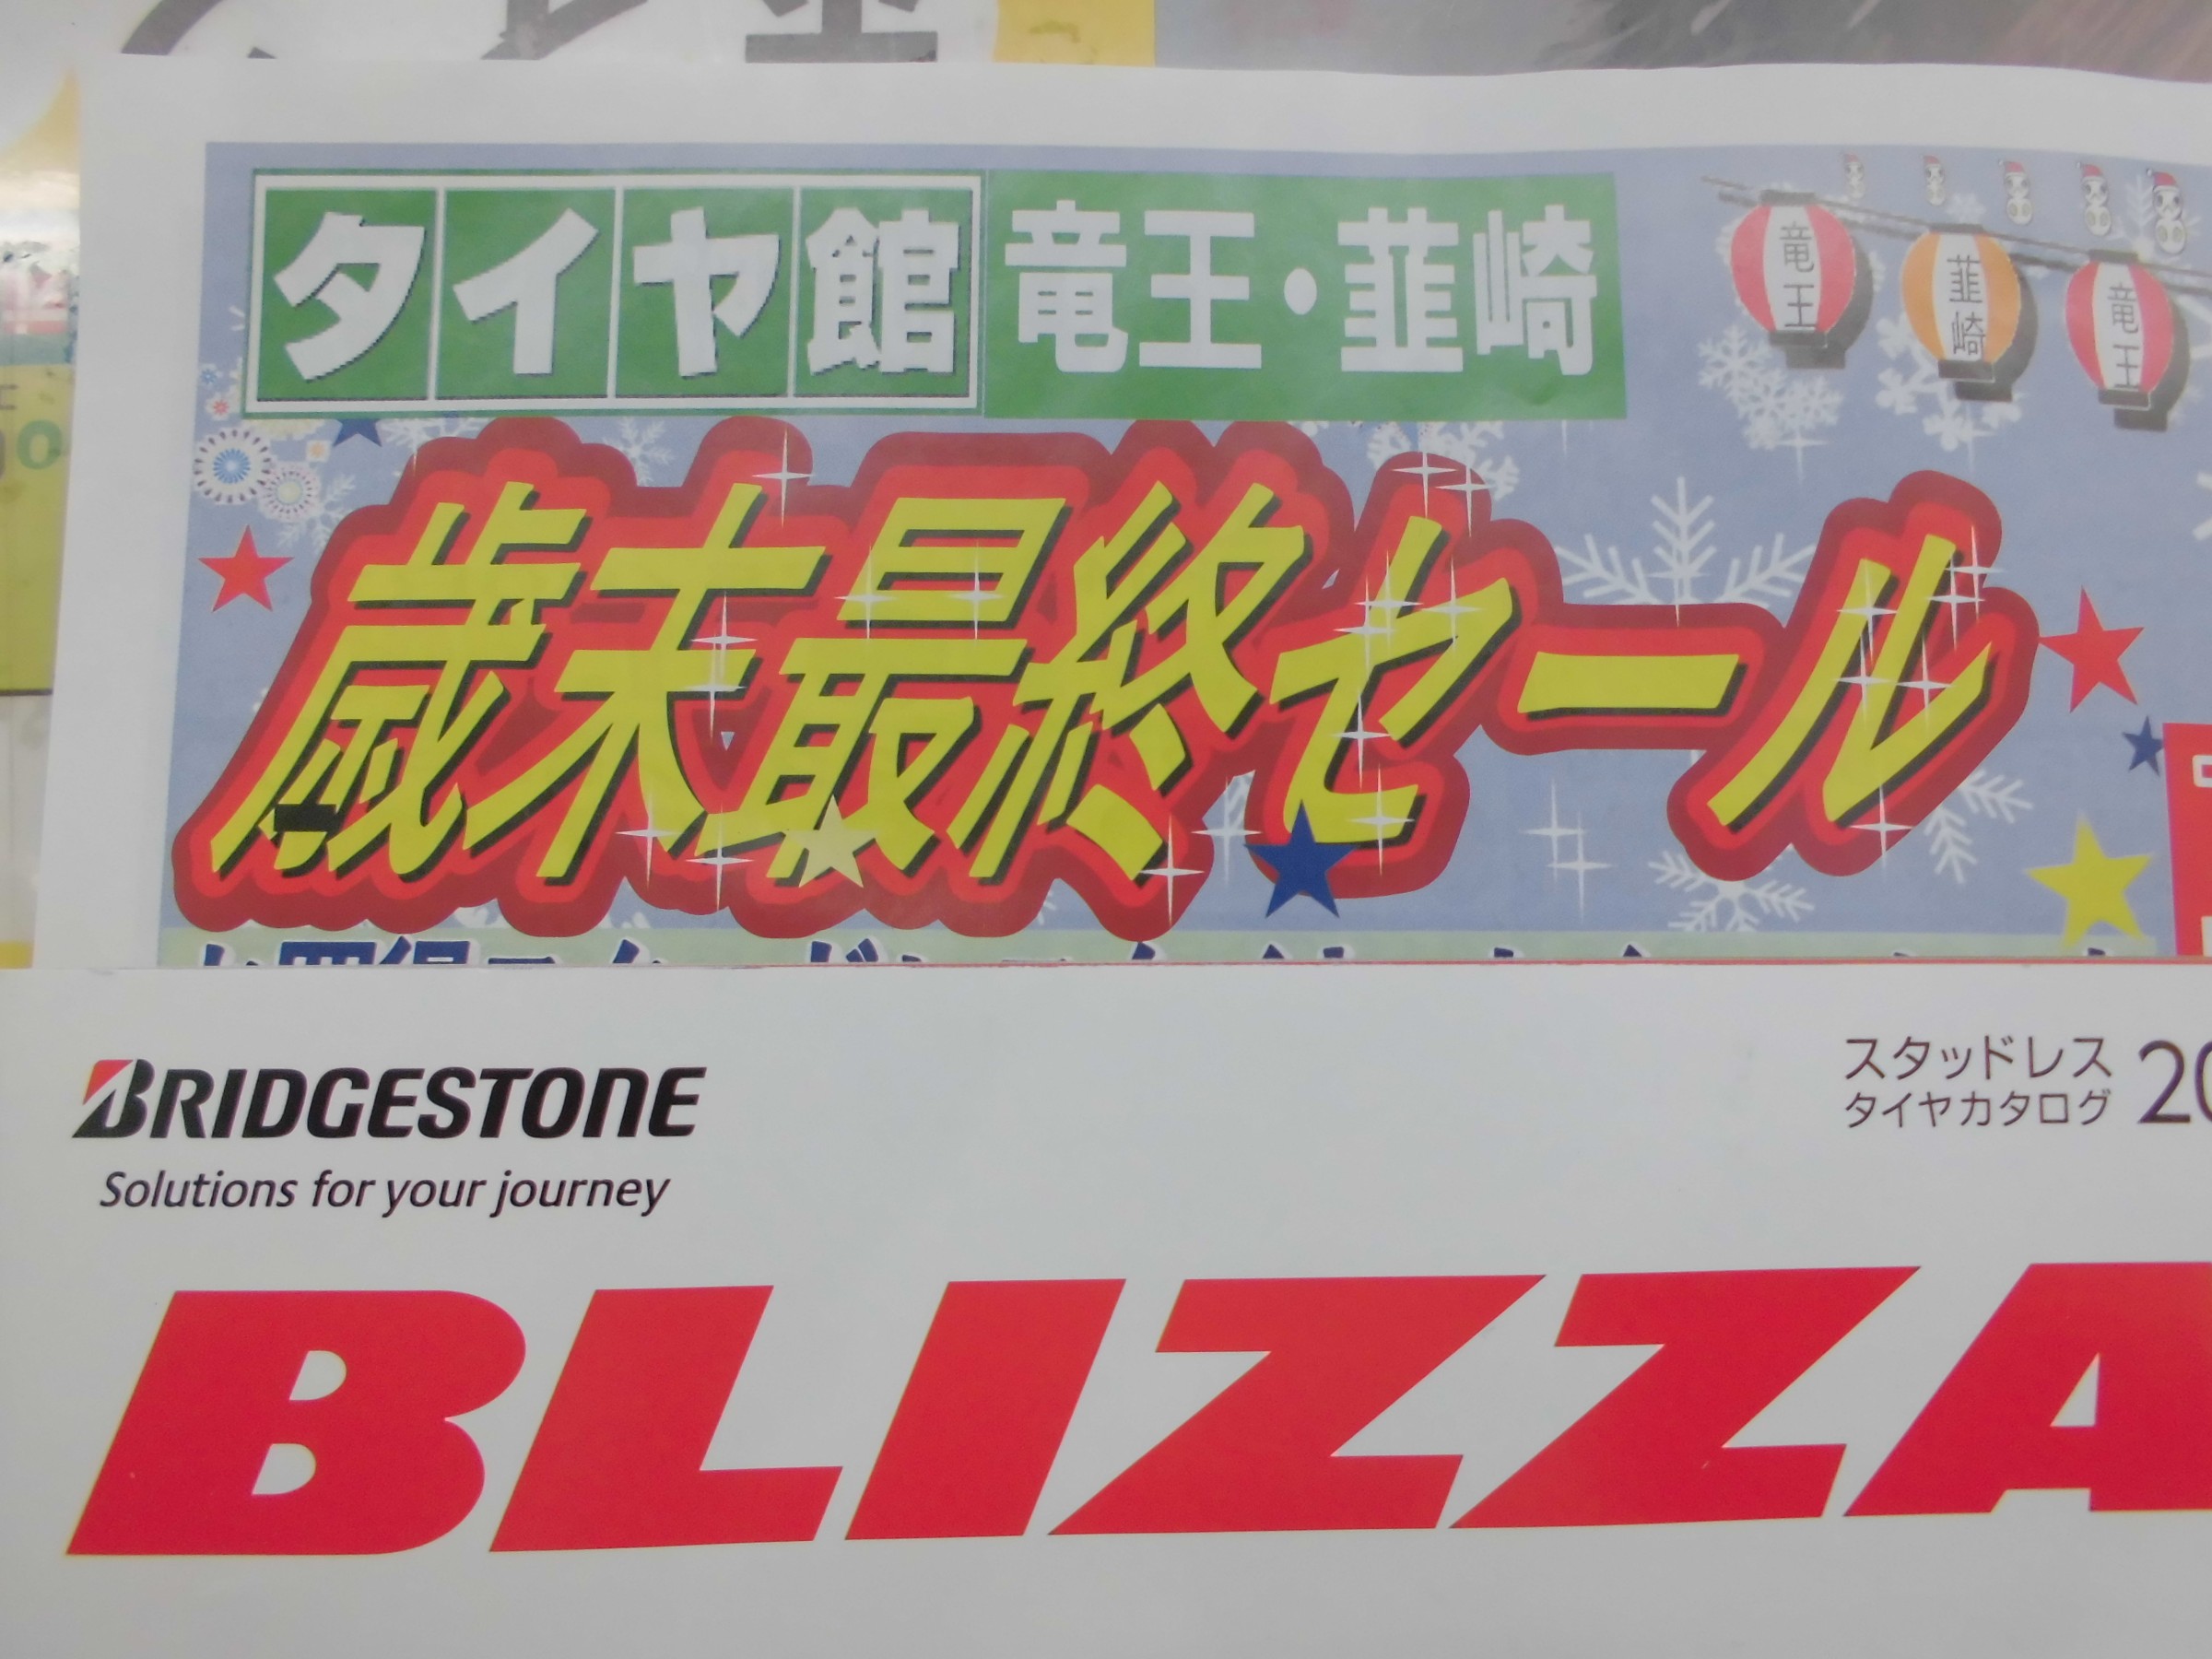 タイヤ館 竜王・韮崎
竜王
韮崎
竜王
歳末最終セール
BRIDGESTONE
Solutions for your journey
スタッドレス
タイヤカタログ 20
BLIZZA